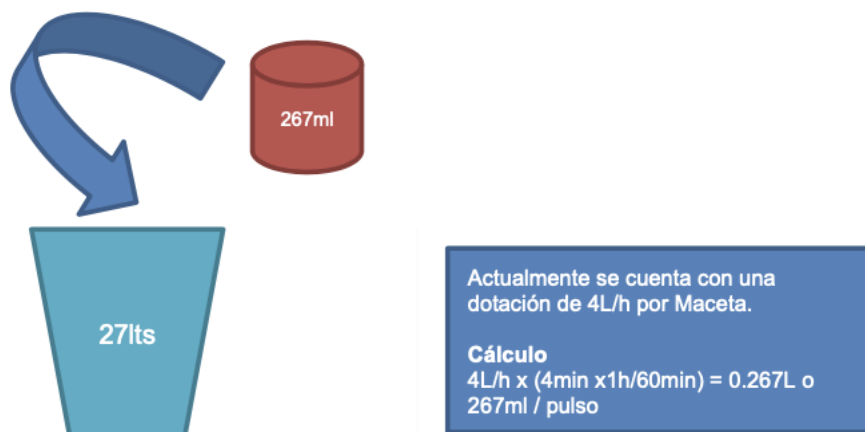 267ml
27lts
Actualmente se cuenta con una
dotación de 4L/h por Maceta.
Cálculo
4L/h x (4min x1h/60min) = 0.267L o
267ml / pulso